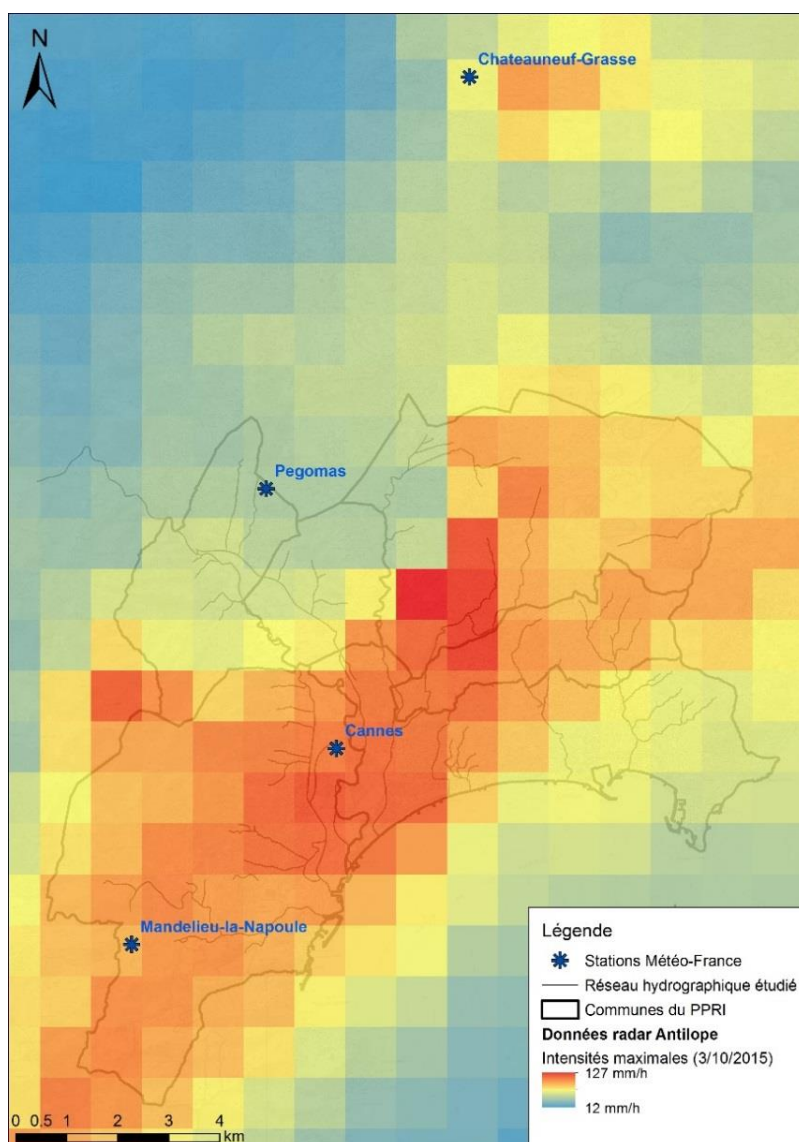 N
Chateauneuf-Grasse
Pegomas
Cannes
Mandelieu-la-Napoule
Légende
Stations Météo-France
Réseau hydrographique étudié
Communes du PPRI
Données radar Antilope
Intensités maximales (3/10/2015)
127 mm/h
12 mm/h
0 0.5 1 2 3 4
km